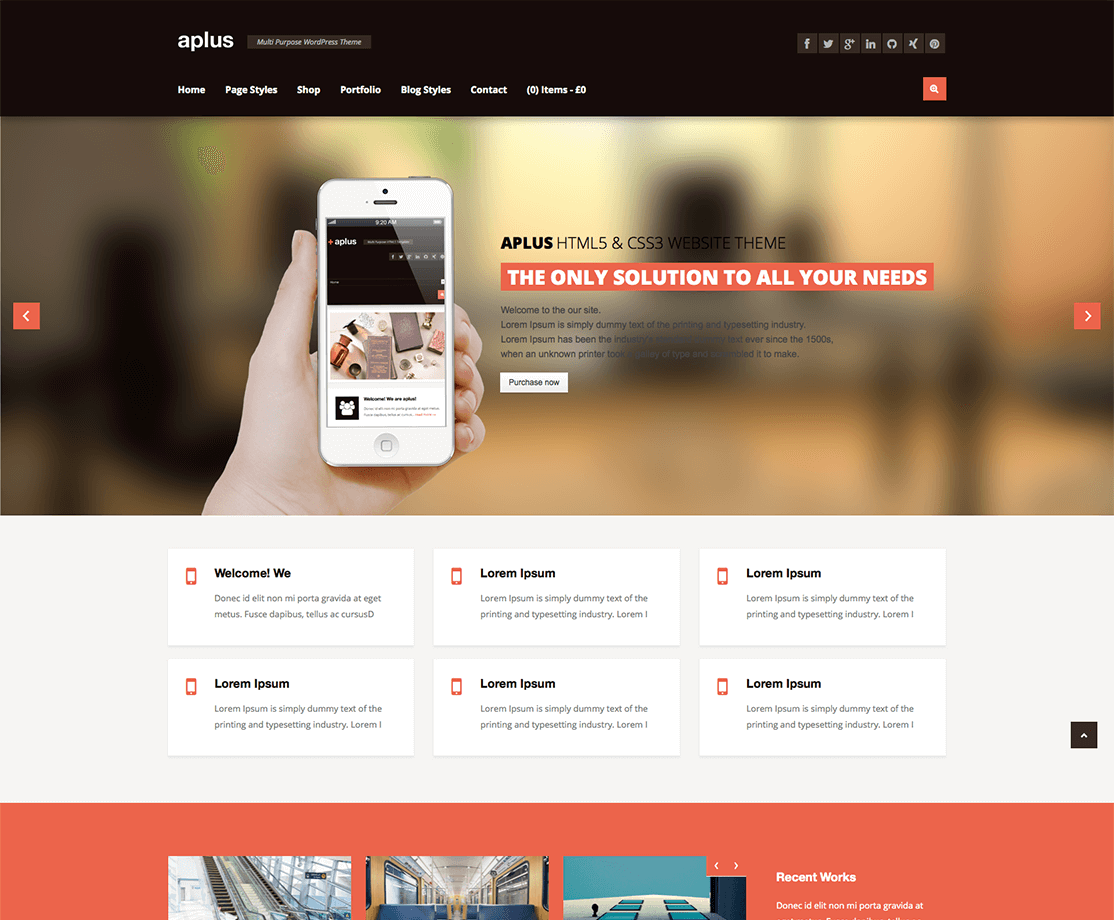 aplus
Multi Purpose WordPress Theme
Home Page Styles Shop Portfolio Blog Styles Contact (0) Items - £0
9:20 AM
aplus
Home
Welcome! We are aplus!
APLUS HTML5 & CSS3 WEBSITE THEME
THE ONLY SOLUTION TO ALL YOUR NEEDS
Welcome to the our site.
Lorem Ipsum is simply dummy text of the printing and typesetting industry.
Lorem Ipsum has been the industry's standard dummy text ever since the 1500s,
when an unknown printer took a galley of type and scrambled it to make.
Purchase now
Welcome! We
Donec id elit non mi porta gravida at eget
metus. Fusce dapibus, tellus ac cursusD
Lorem Ipsum
Lorem Ipsum is simply dummy text of the
printing and typesetting industry. Lorem I
Lorem Ipsum
Lorem Ipsum is simply dummy text of the
printing and typesetting industry. Lorem I
Lorem Ipsum
Lorem Ipsum is simply dummy text of the
printing and typesetting industry. Lorem I
Lorem Ipsum
Lorem Ipsum is simply dummy text of the
printing and typesetting industry. Lorem I
Lorem Ipsum
Lorem Ipsum is simply dummy text of the
printing and typesetting industry. Lorem I
Recent Works
Donec id elit non mi porta gravida at